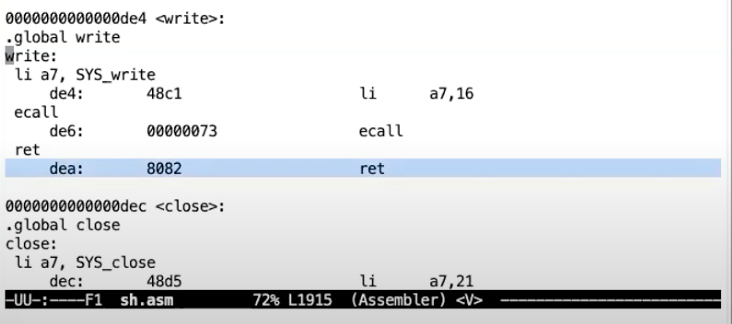 0000000000000de4 <write>:
.global write
write:
 li a7, SYS_write
     de4:       48c1                    li      a7,16
 ecall
     de6:       00000073                ecall
 ret
     dea:       8082                    ret
0000000000000dec <close>:
.global close
close:
 li a7, SYS_close
     dec:       48d5                    li      a7,21
-UU-:----F1  sh.asm         72% L1915  (Assembler) <V>  ------------------------